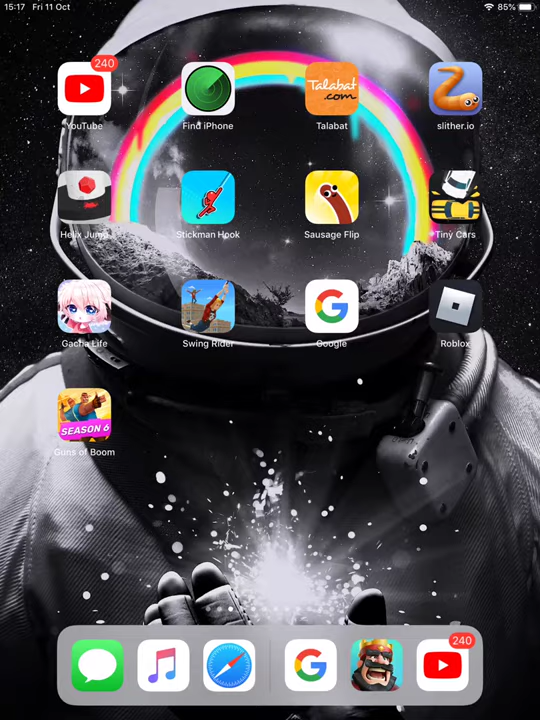 15:17 Fri 11 Oct 85%
240
Talabat
.com
YouTube Find iPhone Talabat slither.io
Helix Jump Stickman Hook Sausage Flip Tiny Cars
Gacha Life Swing Rider Google Roblox
SEASON 6
Guns of Boom
240